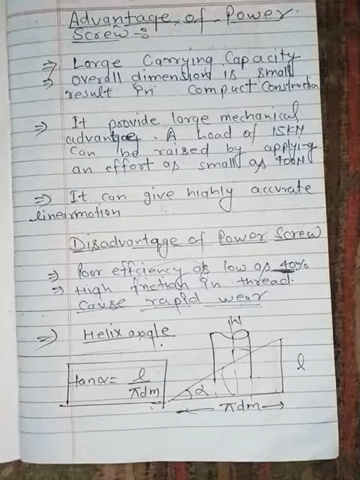 Advantage of Power
Screw:-
⇒ Large Carrying Capacity
⇒ overall dimension is small
result in compact Construction
⇒ It provide large mechanical
advantage. A load of 15KN
can be raised by applying
an effort as small as 400N
⇒ It can give highly accurate
linear motion
Disadvantage of Power Screw
⇒ Poor efficiency as low as 40%
⇒ High friction in thread
Cause rapid wear
⇒ Helix angle
W
tanα = l / πdm
α
l
πdm